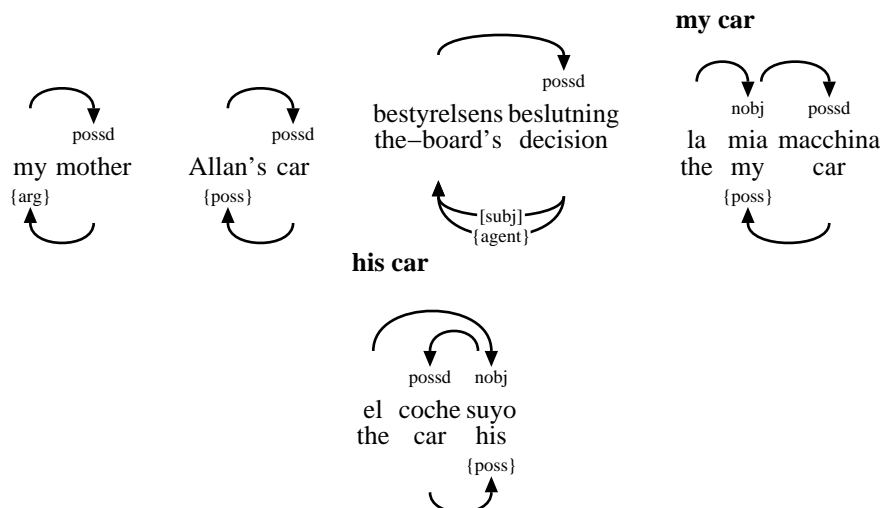 my car
possd
my mother
{arg}
possd
Allan's car
{poss}
possd
bestyrelsens beslutning
the−board's decision
[subj]
{agent}
nobj possd
la mia macchina
the my car
{poss}
his car
possd nobj
el coche suyo
the car his
{poss}